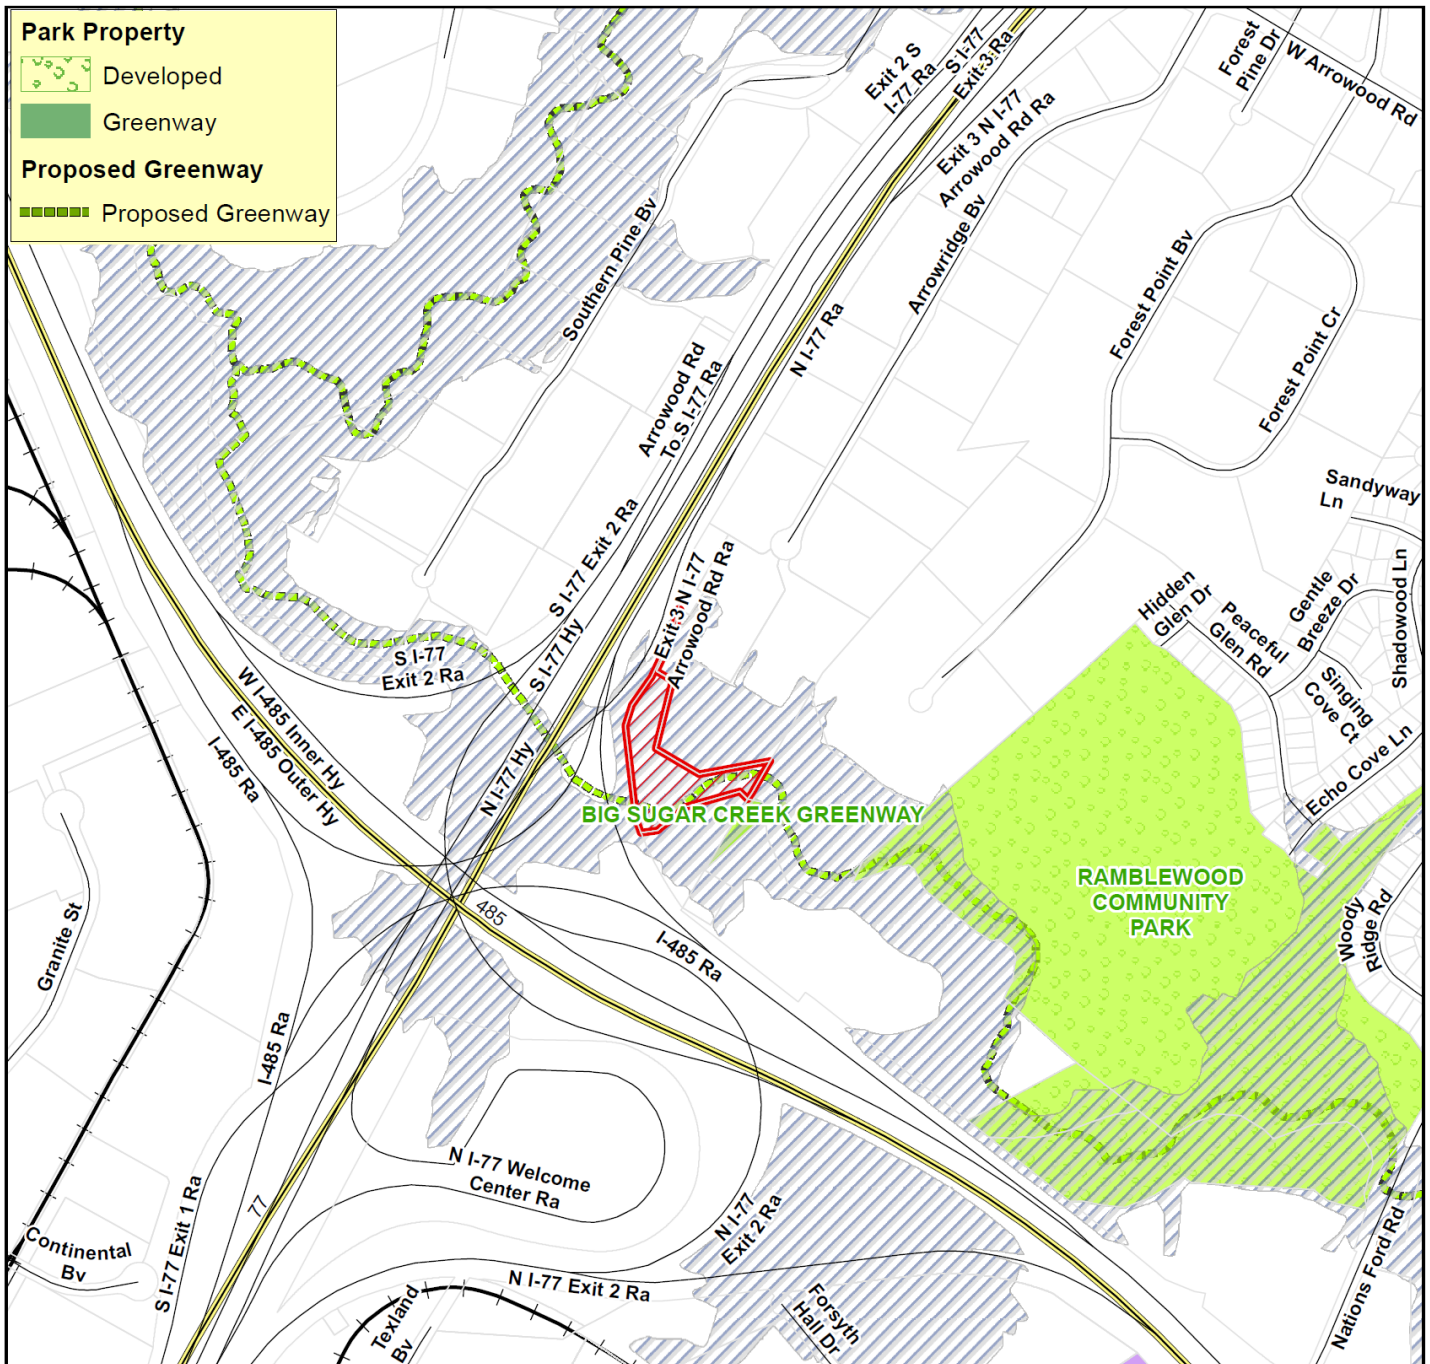 Park Property
Developed
Greenway
Proposed Greenway
Proposed Greenway
Exit 2 S
I-77 Ra
S I-77
Exit 3 Ra
Exit 3 N I-77
Arrowood Rd Ra
Forest
Pine Dr
W Arrowood Rd
Southern Pine Bv
Arrowridge Bv
Forest Point Bv
Forest Point Cr
N I-77 Ra
Arrowood Rd
To S I-77 Ra
Sandyway
Ln
S I-77 Exit 2 Ra
Exit 3 N I-77
Arrowood Rd Ra
Hidden
Glen Dr
Peaceful
Glen Rd
Gentle
Breeze Dr
Shadowood Ln
Singing
Cove Ct
Echo Cove Ln
S I-77
Exit 2 Ra
S I-77 Hy
N I-77 Hy
W I-485 Inner Hy
E I-485 Outer Hy
I-485 Ra
BIG SUGAR CREEK GREENWAY
RAMBLEWOOD
COMMUNITY
PARK
Woody
Ridge Rd
485
I-485 Ra
Granite St
I-485 Ra
N I-77 Welcome
Center Ra
77
S I-77 Exit 1 Ra
N I-77
Exit 2 Ra
Continental
Bv
N I-77 Exit 2 Ra
Texland
Bv
Forsyth
Hall Dr
Nations Ford Rd